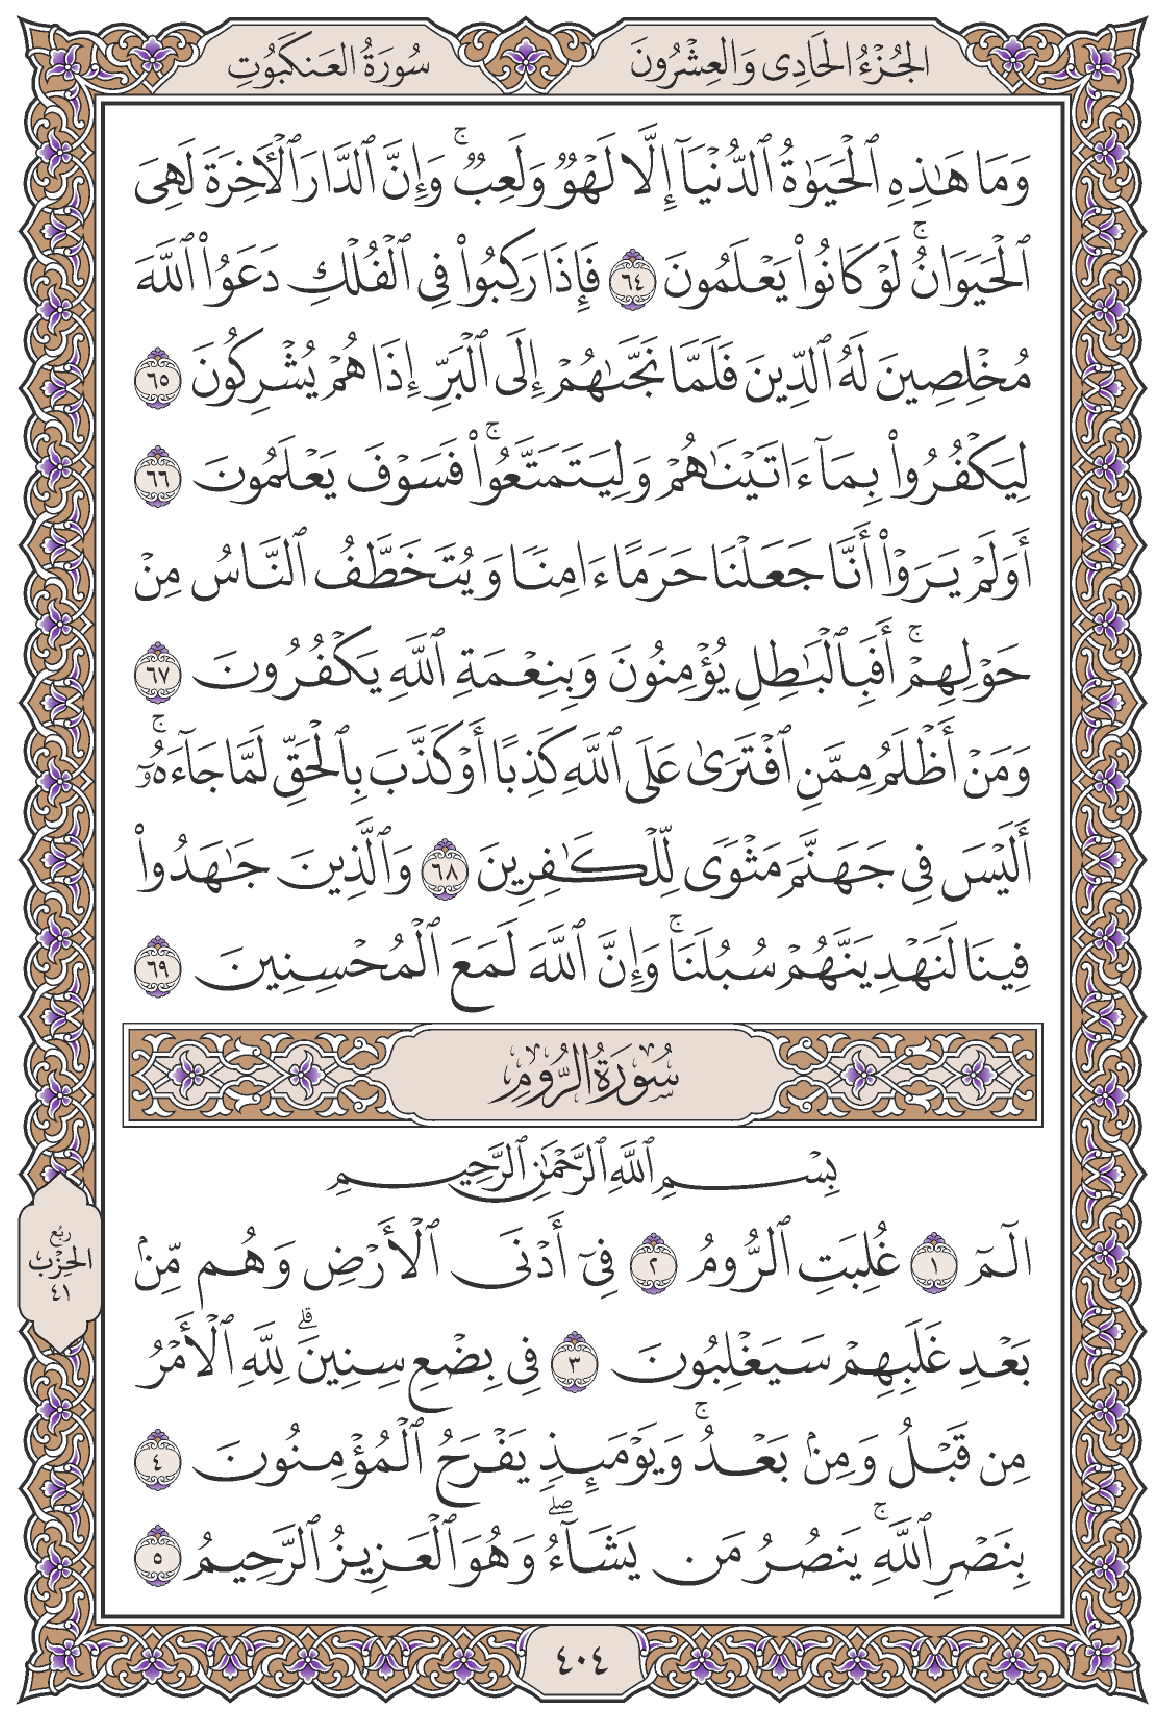 الجُزْءُ الحَادِى وَالعِشْرُونَ
سُورَةُ العَنكَبُوتِ
وَمَا هَٰذِهِ ٱلْحَيَوٰةُ ٱلدُّنْيَآ إِلَّا لَهْوٌ وَلَعِبٌ ۚ وَإِنَّ ٱلدَّارَ ٱلْـَٔاخِرَةَ لَهِىَ
ٱلْحَيَوَانُ ۚ لَوْ كَانُوا۟ يَعْلَمُونَ ٦٤ فَإِذَا رَكِبُوا۟ فِى ٱلْفُلْكِ دَعَوُا۟ ٱللَّهَ
مُخْلِصِينَ لَهُ ٱلدِّينَ فَلَمَّا نَجَّىٰهُمْ إِلَى ٱلْبَرِّ إِذَا هُمْ يُشْرِكُونَ ٦٥
لِيَكْفُرُوا۟ بِمَآ ءَاتَيْنَٰهُمْ وَلِيَتَمَتَّعُوا۟ ۚ فَسَوْفَ يَعْلَمُونَ ٦٦
أَوَلَمْ يَرَوْا۟ أَنَّا جَعَلْنَا حَرَمًا ءَامِنًا وَيُتَخَطَّفُ ٱلنَّاسُ مِنْ
حَوْلِهِمْ ۚ أَفَبِٱلْبَٰطِلِ يُؤْمِنُونَ وَبِنِعْمَةِ ٱللَّهِ يَكْفُرُونَ ٦٧
وَمَنْ أَظْلَمُ مِمَّنِ ٱفْتَرَىٰ عَلَى ٱللَّهِ كَذِبًا أَوْ كَذَّبَ بِٱلْحَقِّ لَمَّا جَآءَهُۥٓ ۚ
أَلَيْسَ فِى جَهَنَّمَ مَثْوًى لِّلْكَٰفِرِينَ ٦٨ وَٱلَّذِينَ جَٰهَدُوا۟
فِينَا لَنَهْدِيَنَّهُمْ سُبُلَنَا ۚ وَإِنَّ ٱللَّهَ لَمَعَ ٱلْمُحْسِنِينَ ٦٩
سُورَةُ الرُّومِ
بِسْمِ ٱللَّهِ ٱلرَّحْمَٰنِ ٱلرَّحِيمِ
الٓمٓ ١ غُلِبَتِ ٱلرُّومُ ٢ فِىٓ أَدْنَى ٱلْأَرْضِ وَهُم مِّنۢ
بَعْدِ غَلَبِهِمْ سَيَغْلِبُونَ ٣ فِى بِضْعِ سِنِينَ ۗ لِلَّهِ ٱلْأَمْرُ
مِن قَبْلُ وَمِنۢ بَعْدُ ۚ وَيَوْمَئِذٍ يَفْرَحُ ٱلْمُؤْمِنُونَ ٤
بِنَصْرِ ٱللَّهِ ۚ يَنصُرُ مَن يَشَآءُ ۖ وَهُوَ ٱلْعَزِيزُ ٱلرَّحِيمُ ٥
رُبُع
الحِزْب
٤١
٤٠٤